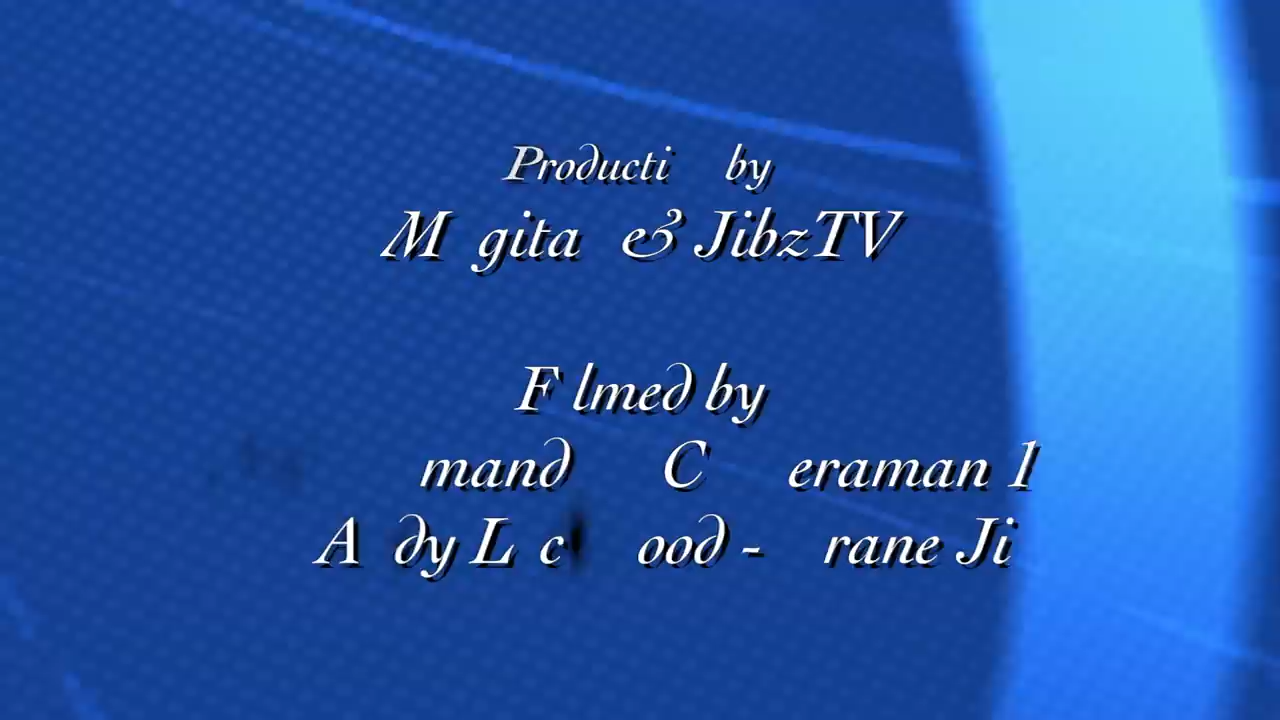 Producti by
M gita e& JibzTV
F lmed by
mand C eraman 1
A dy L c ood - rane Ji